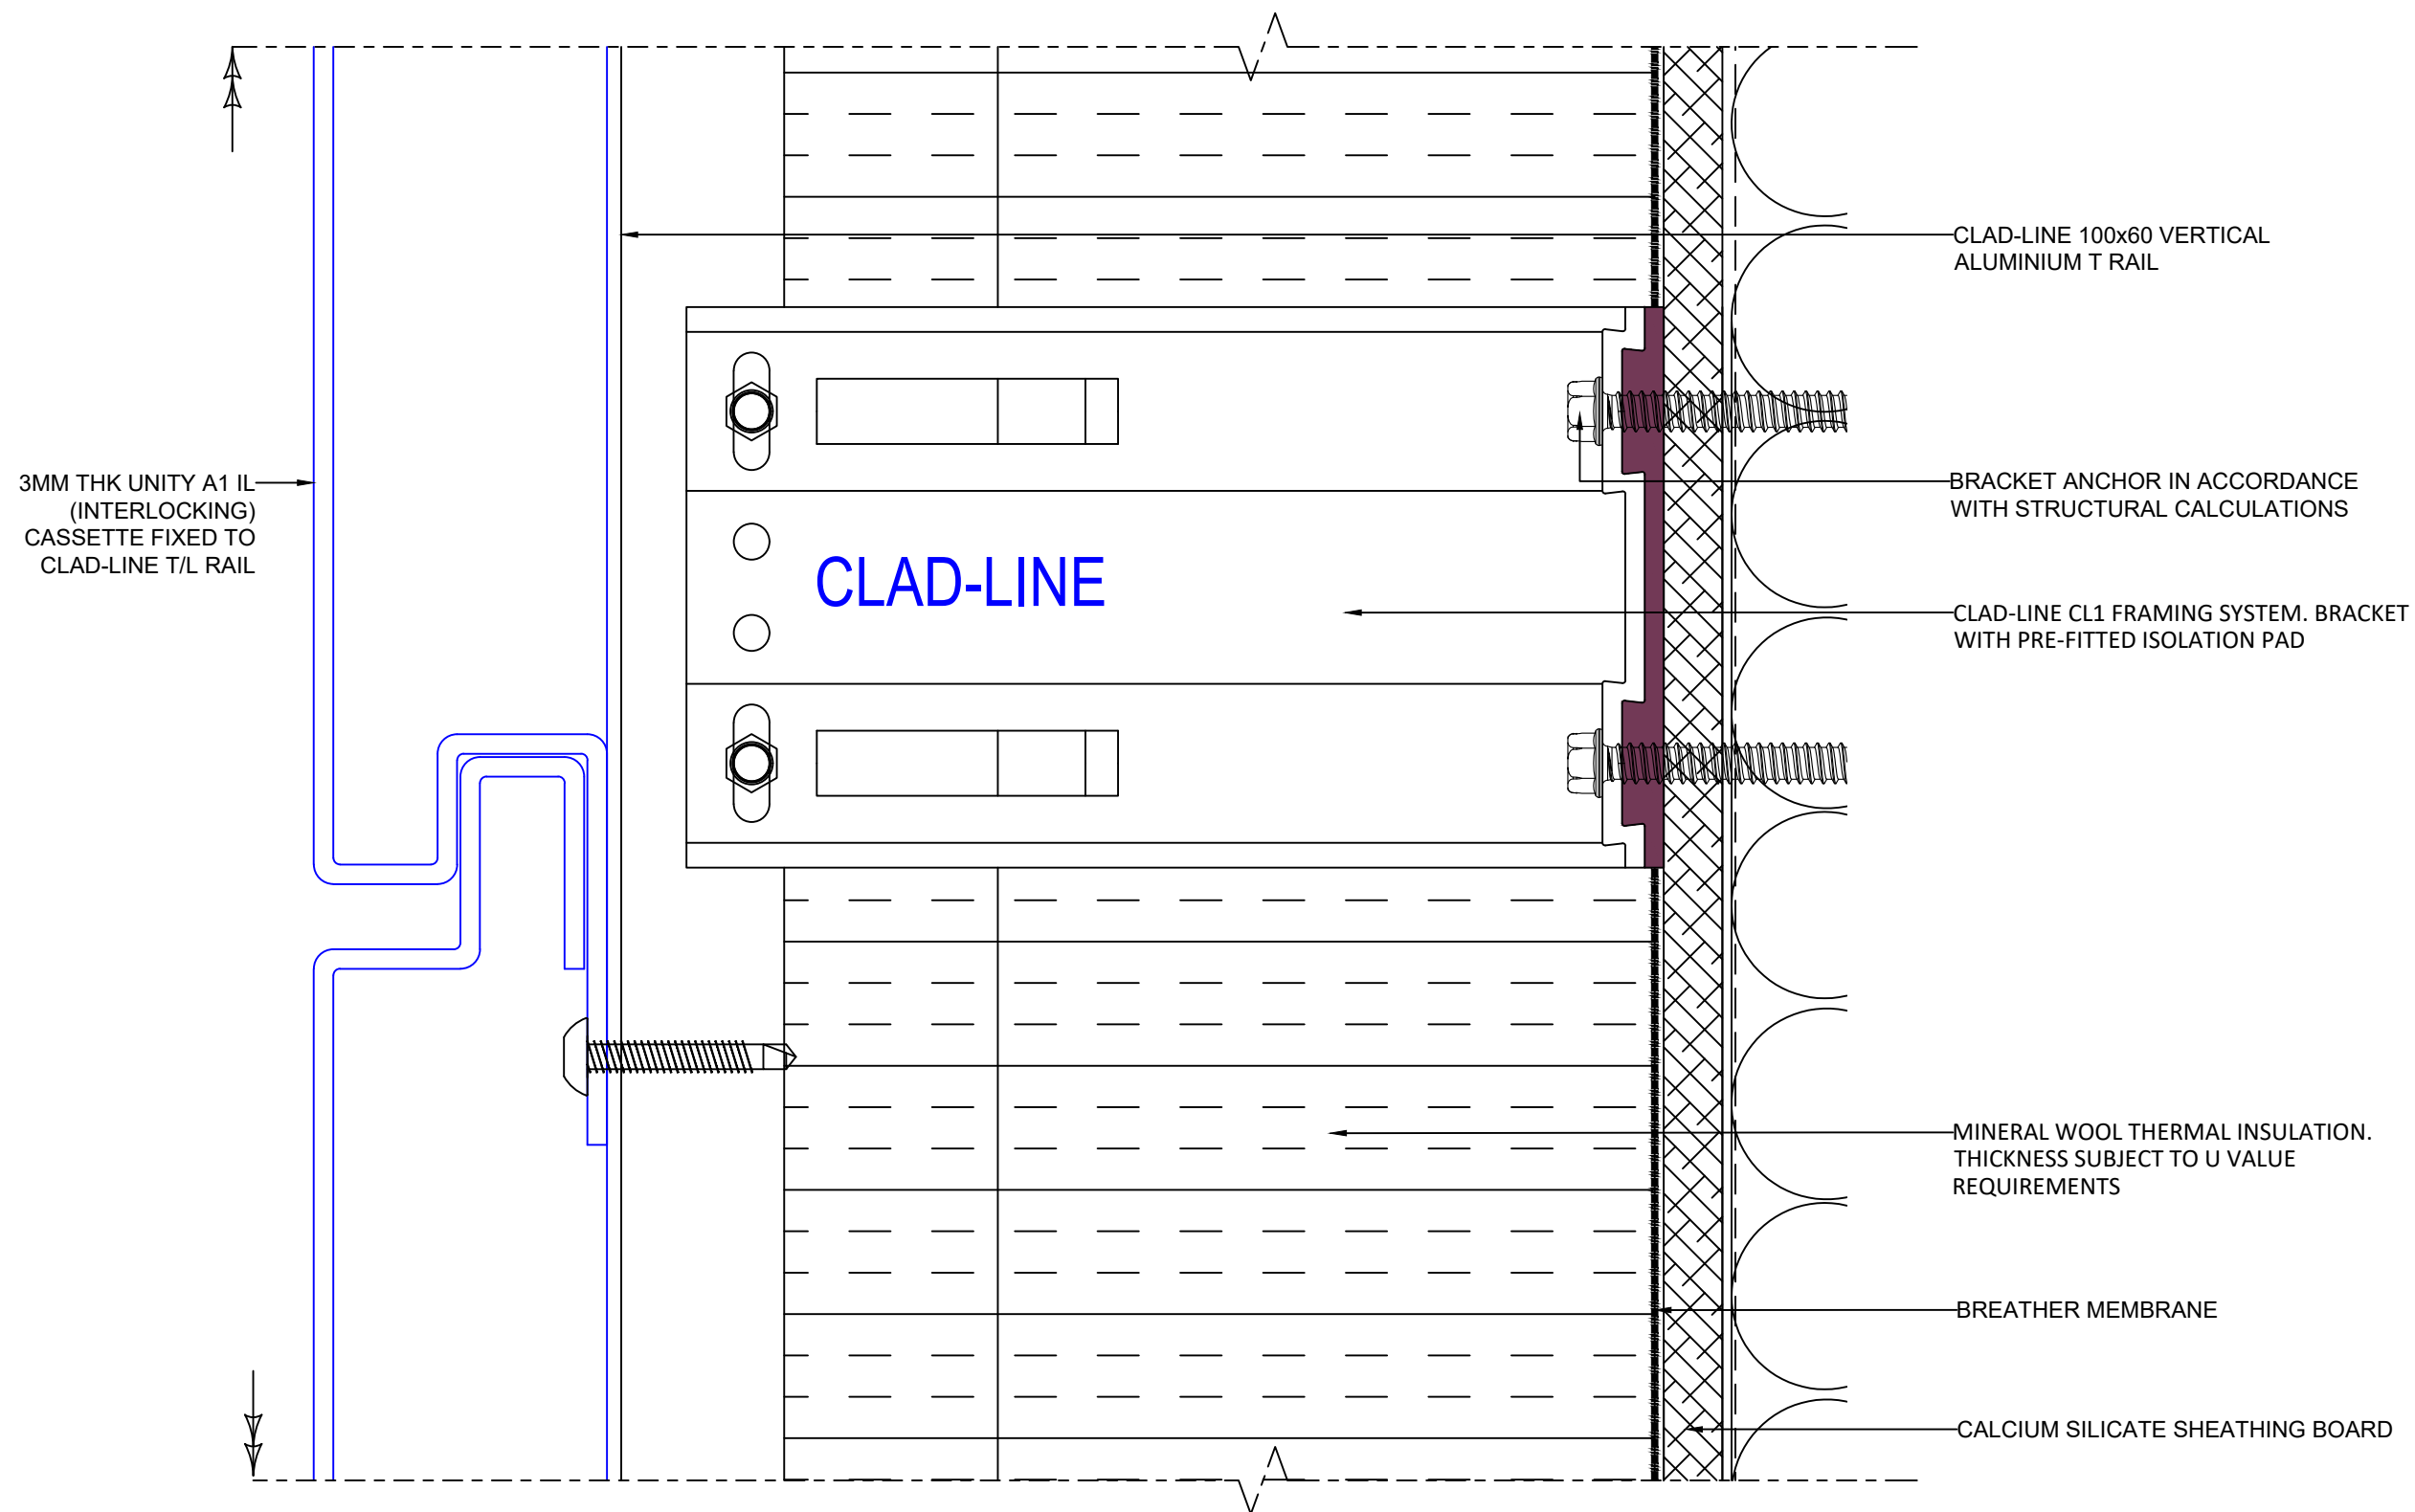 3MM THK UNITY A1 IL
(INTERLOCKING)
CASSETTE FIXED TO
CLAD-LINE T/L RAIL
CLAD-LINE
CLAD-LINE 100x60 VERTICAL
ALUMINIUM T RAIL
BRACKET ANCHOR IN ACCORDANCE
WITH STRUCTURAL CALCULATIONS
CLAD-LINE CL1 FRAMING SYSTEM. BRACKET
WITH PRE-FITTED ISOLATION PAD
MINERAL WOOL THERMAL INSULATION.
THICKNESS SUBJECT TO U VALUE
REQUIREMENTS
BREATHER MEMBRANE
CALCIUM SILICATE SHEATHING BOARD